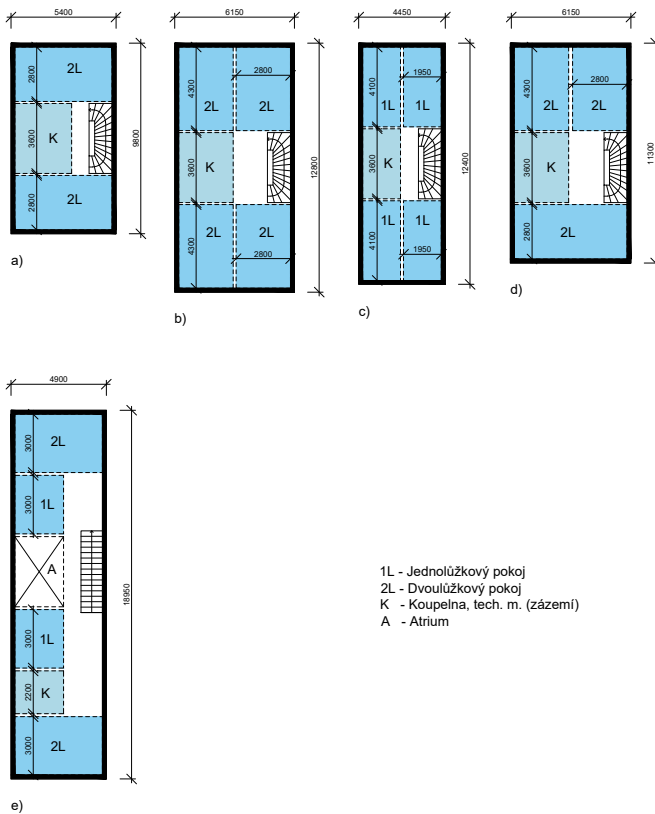 5400
2800
2L
K
3600
2800
2L
9800
a)
6150
4300
2800
2L
2L
3600
K
4300
2L
2L
2800
12800
b)
4450
4100
1950
1L
1L
3600
K
4100
1L
1L
1950
12400
c)
6150
4300
2800
2L
2L
3600
K
2800
2L
11300
d)
4900
3000
2L
3000
1L
A
3000
1L
2200
K
3000
2L
18950
e)
1L - Jednolůžkový pokoj
2L - Dvoulůžkový pokoj
K - Koupelna, tech. m. (zázemí)
A - Atrium